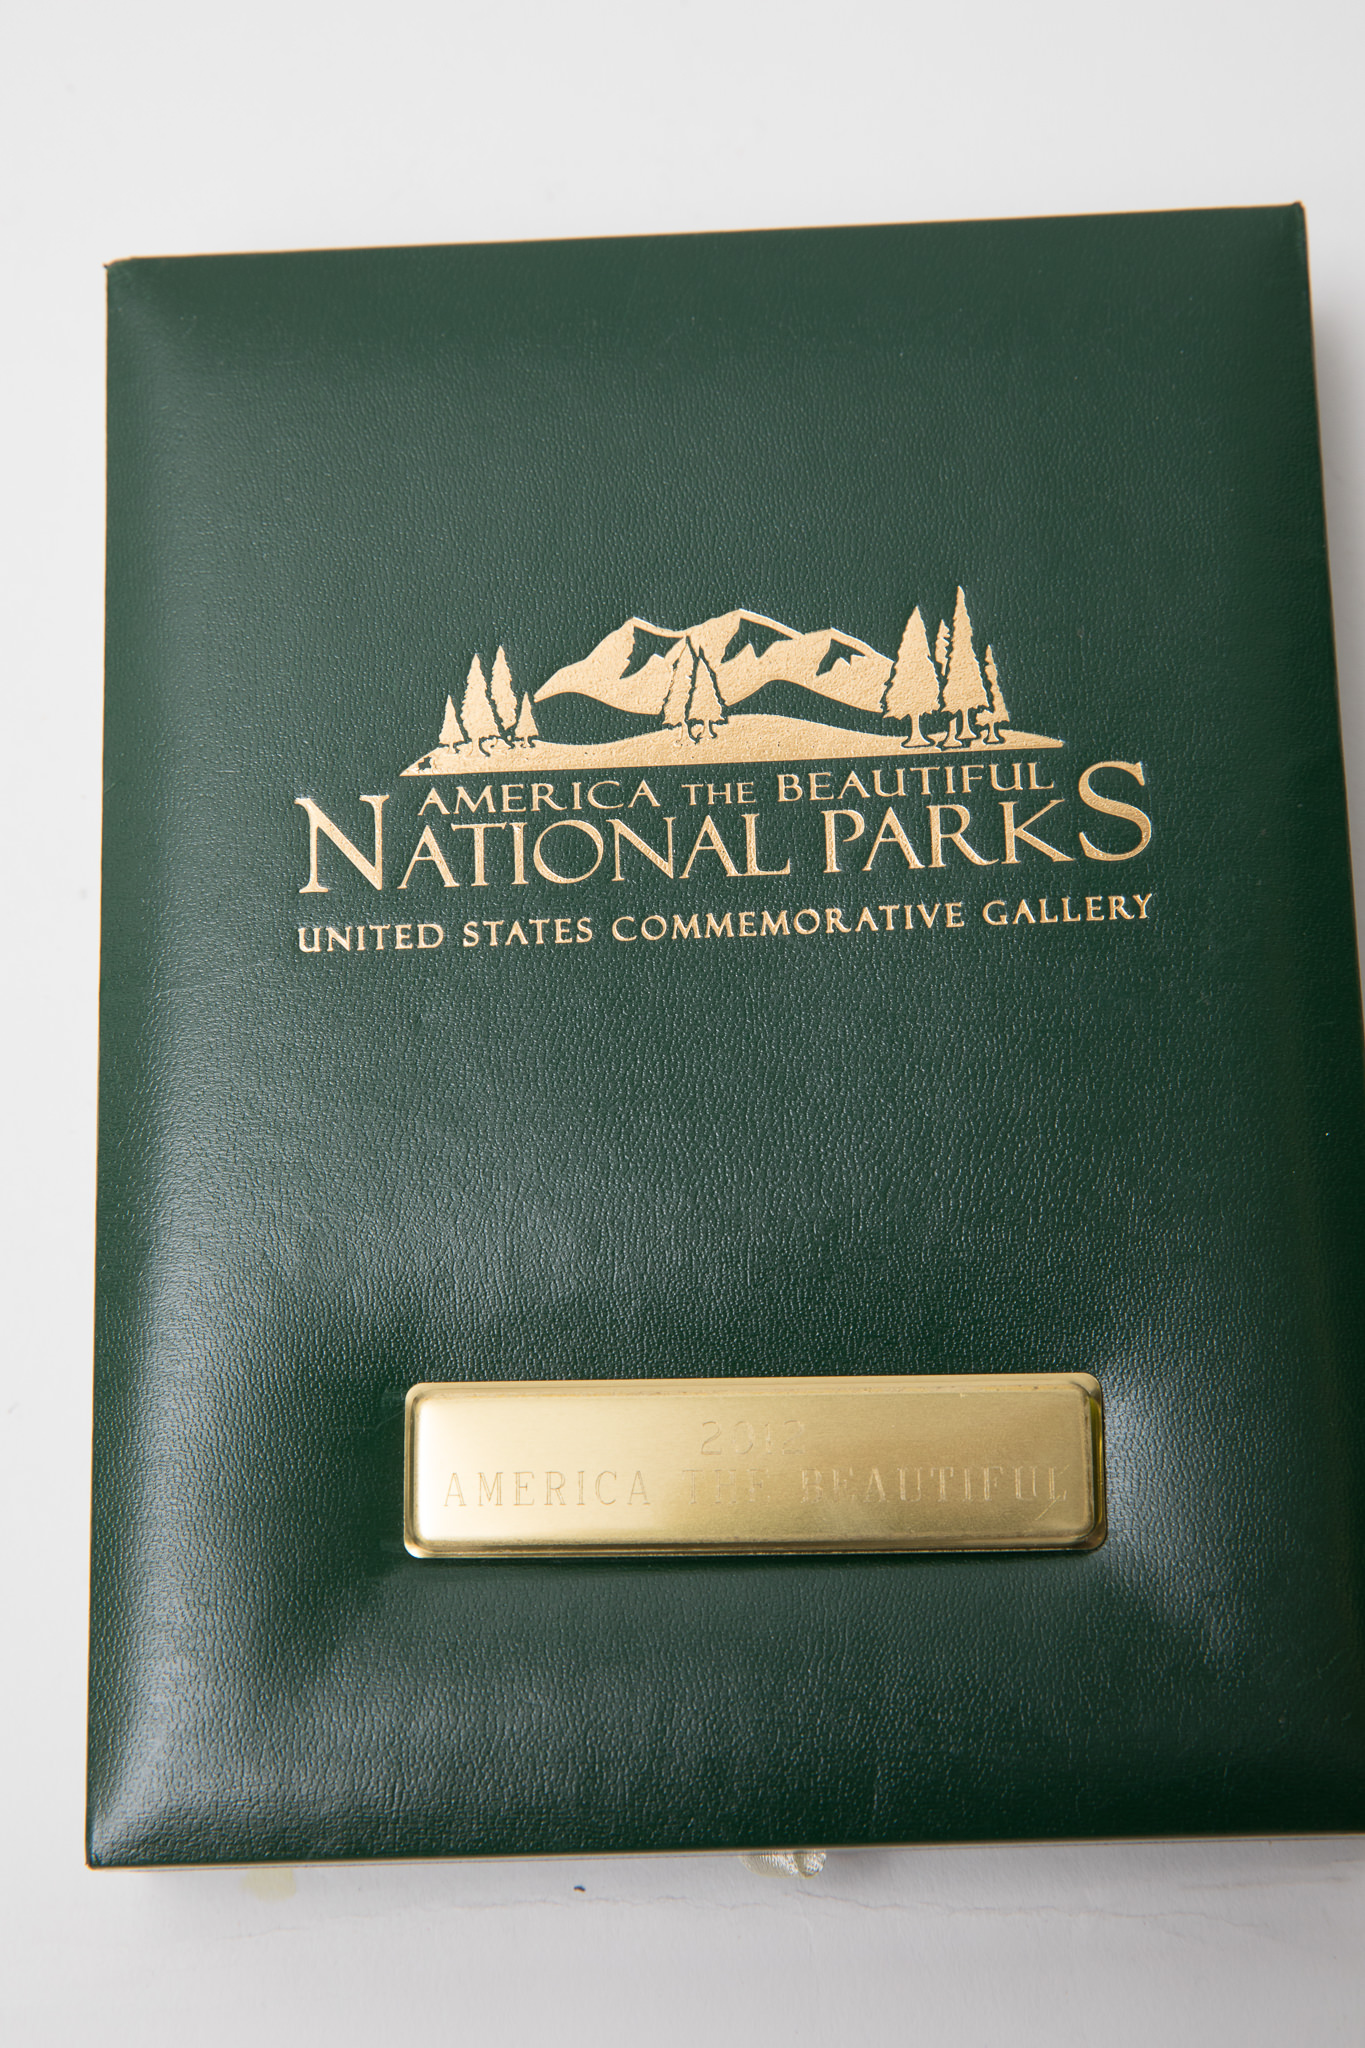 AMERICA THE BEAUTIFUL
NATIONAL PARKS
UNITED STATES COMMEMORATIVE GALLERY
2012
AMERICA THE BEAUTIFUL